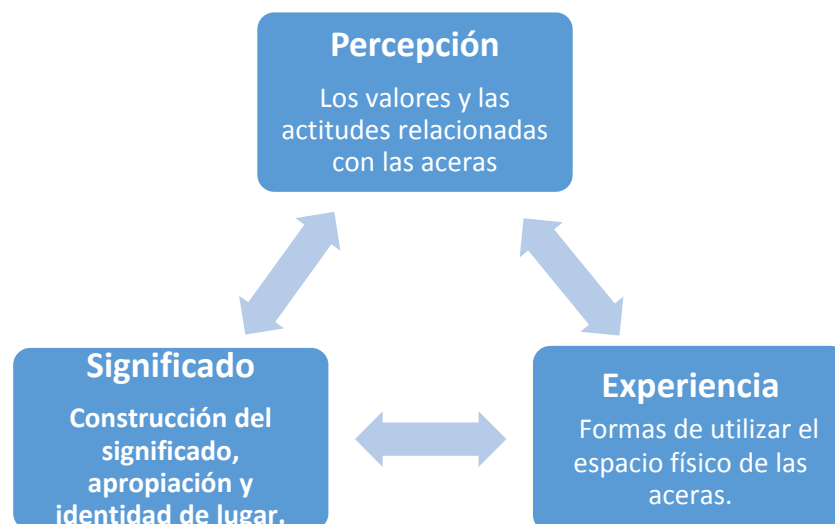 Percepción
Los valores y las
actitudes relacionadas
con las aceras
Significado
Construcción del
significado,
apropiación y
identidad de lugar.
Experiencia
Formas de utilizar el
espacio físico de las
aceras.